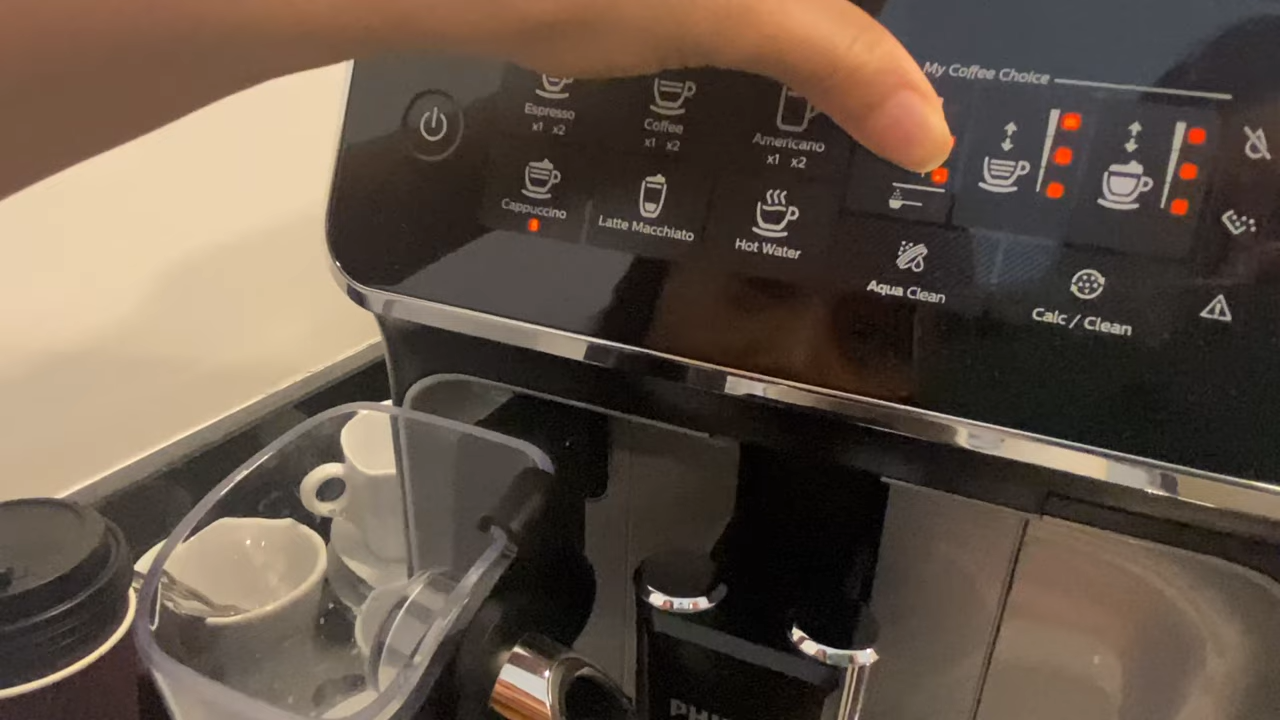 My Coffee Choice
Espresso
x1 x2
Coffee
x1 x2
Americano
x1 x2
Cappuccino
Latte Macchiato
Hot Water
Aqua Clean
Calc / Clean